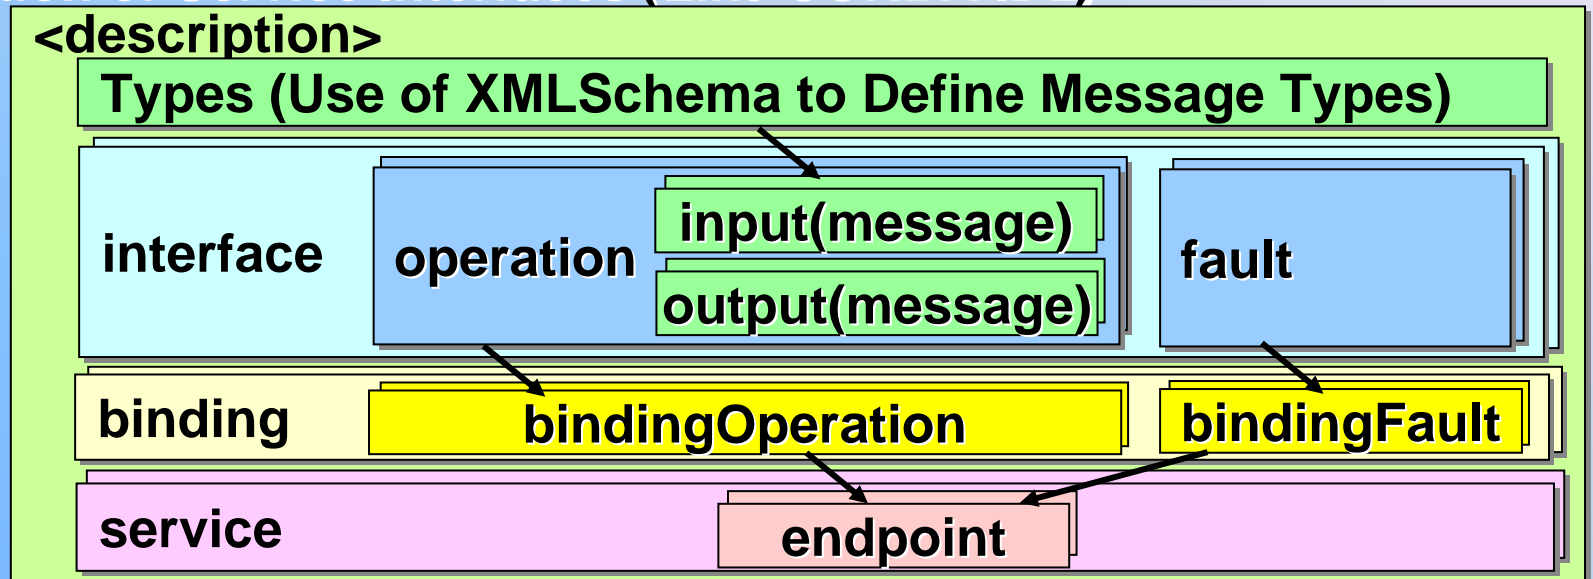 <description>
Types (Use of XMLSchema to Define Message Types)
interface
operation
input(message)
output(message)
fault
binding
bindingOperation
bindingFault
service
endpoint